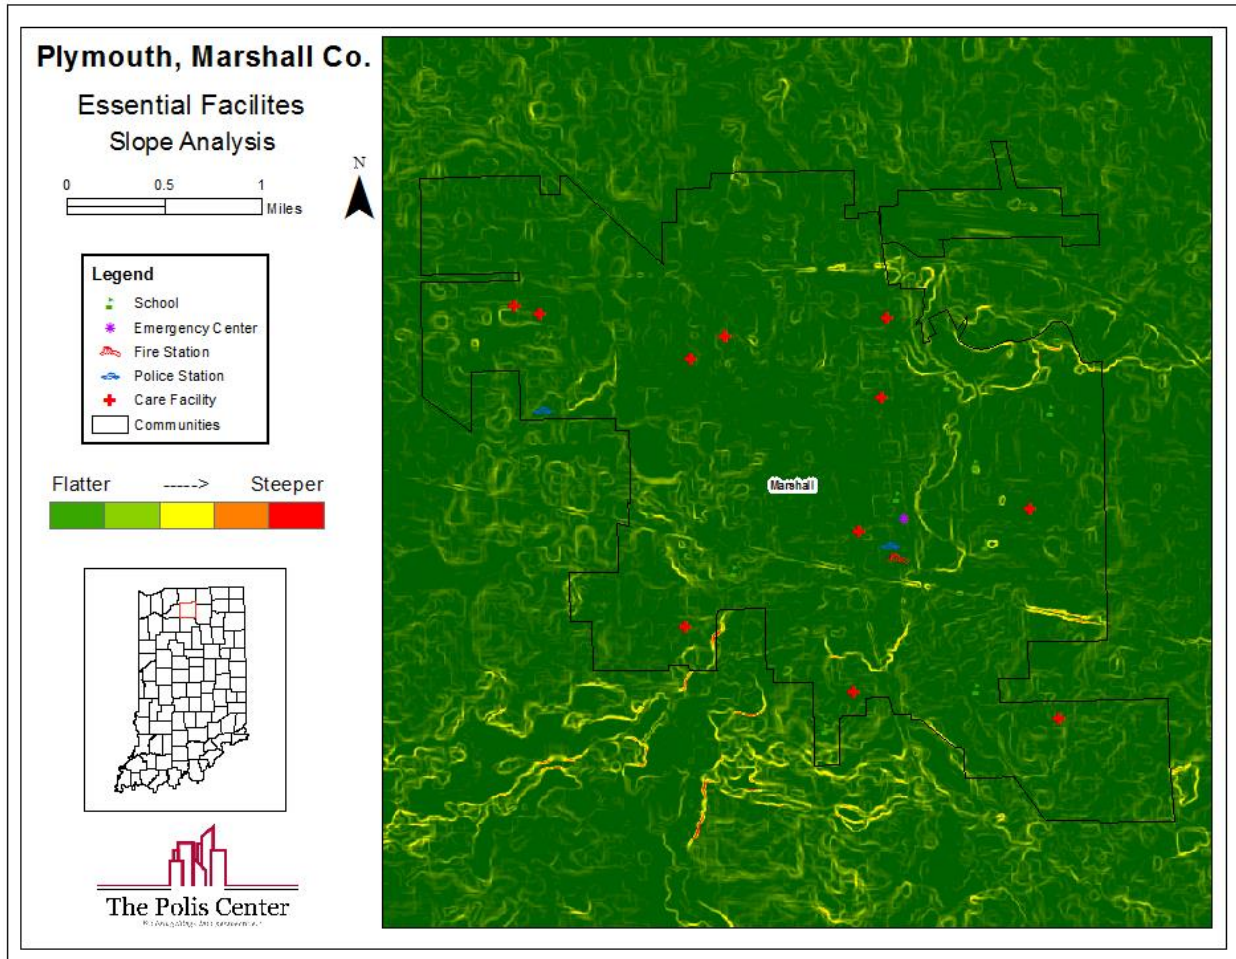 Plymouth, Marshall Co.
Essential Facilites
Slope Analysis
N
0 0.5 1
Miles
Legend
School
Emergency Center
Fire Station
Police Station
Care Facility
Communities
Flatter -----> Steeper
Marshall
The Polis Center